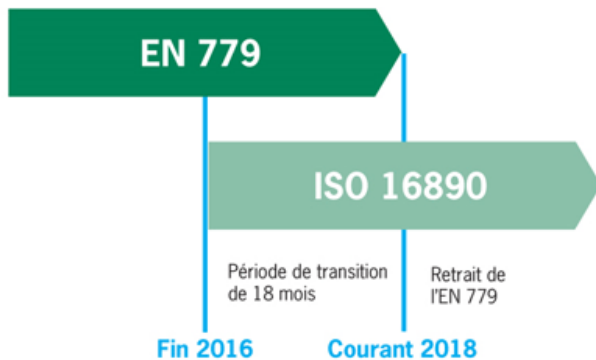 EN 779
ISO 16890
Période de transition
de 18 mois
Retrait de
l'EN 779
Fin 2016
Courant 2018